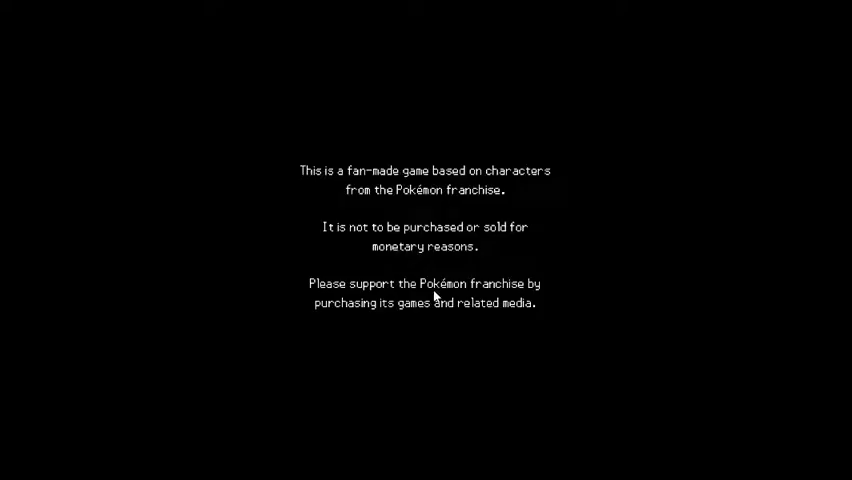 This is a fan-made game based on characters
from the Pokémon franchise.
It is not to be purchased or sold for
monetary reasons.
Please support the Pokémon franchise by
purchasing its games and related media.